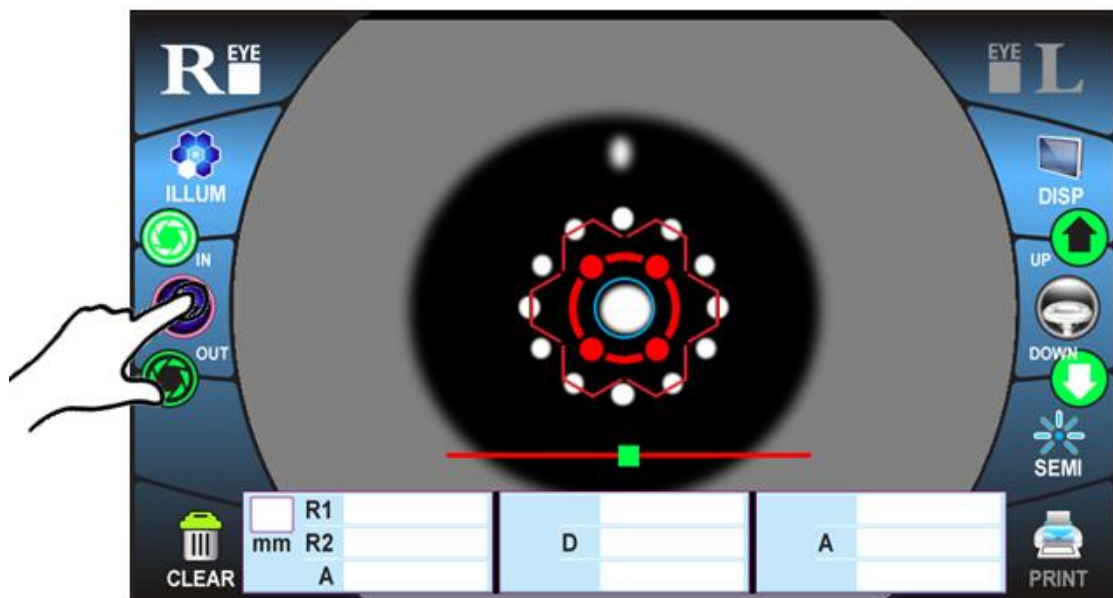 R EYE
EYE L
ILLUM
DISP
IN
UP
OUT
DOWN
SEMI
R1
mm R2 D A
A
CLEAR
PRINT